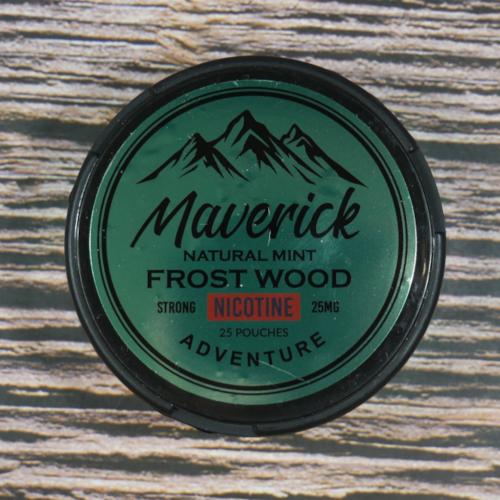 Maverick
NATURAL MINT
FROST WOOD
STRONG NICOTINE 25MG
25 POUCHES
ADVENTURE